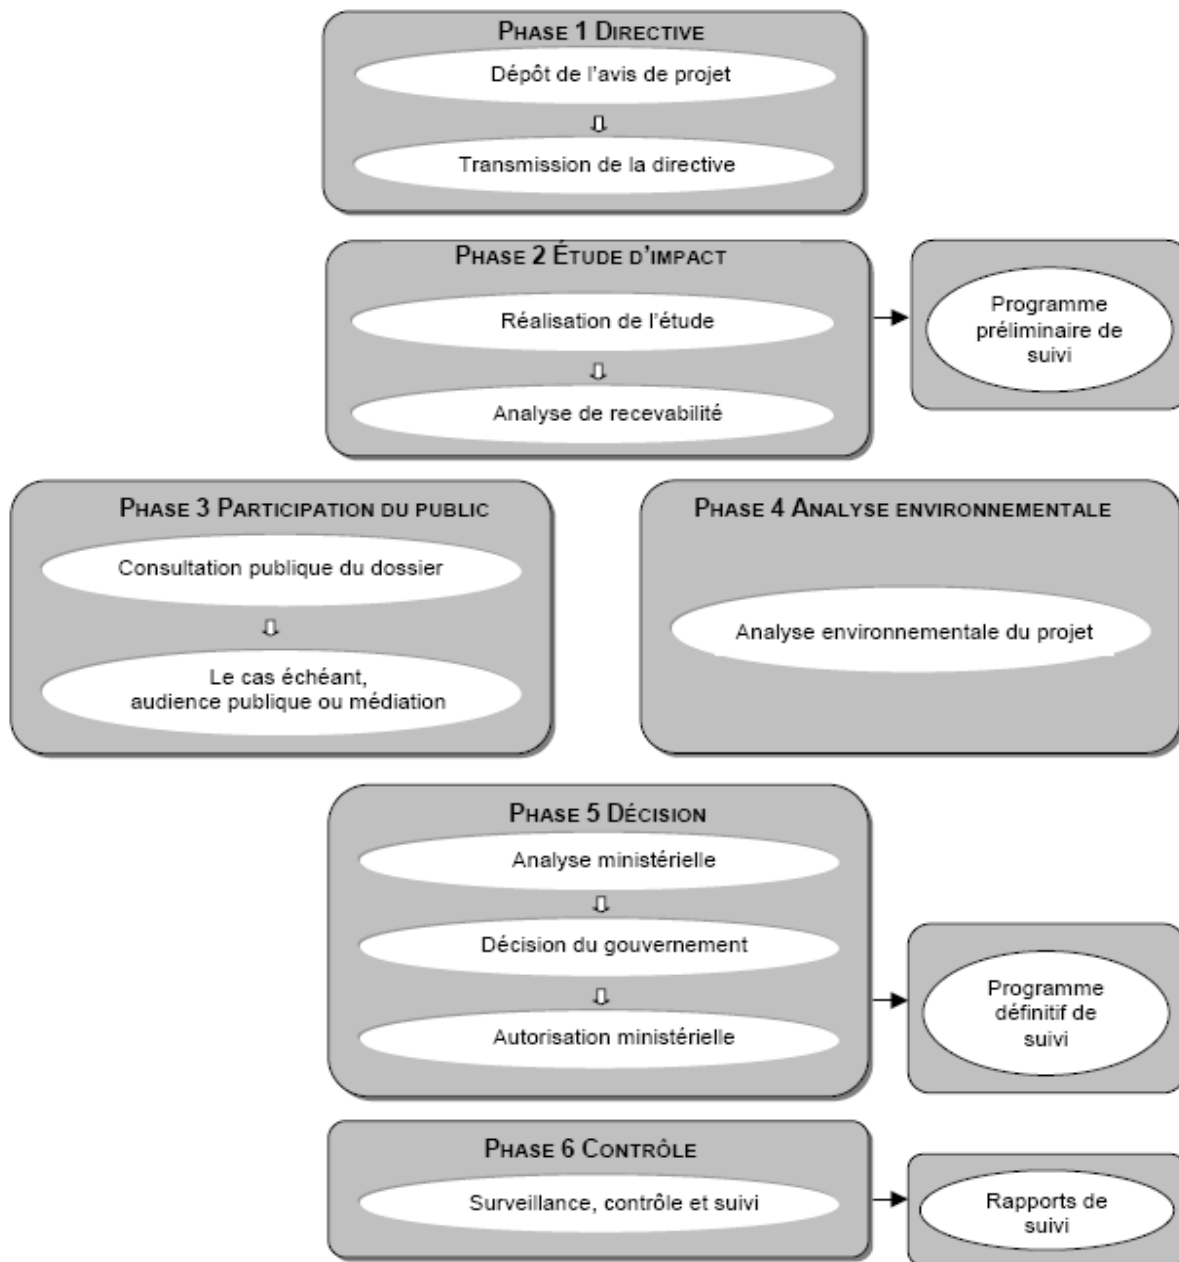 PHASE 1 DIRECTIVE
Dépôt de l'avis de projet
Transmission de la directive
PHASE 2 ÉTUDE D'IMPACT
Réalisation de l'étude
Analyse de recevabilité
Programme
préliminaire de
suivi
PHASE 3 PARTICIPATION DU PUBLIC
Consultation publique du dossier
Le cas échéant,
audience publique ou médiation
PHASE 4 ANALYSE ENVIRONNEMENTALE
Analyse environnementale du projet
PHASE 5 DÉCISION
Analyse ministérielle
Décision du gouvernement
Autorisation ministérielle
Programme
définitif de
suivi
PHASE 6 CONTRÔLE
Surveillance, contrôle et suivi
Rapports de
suivi